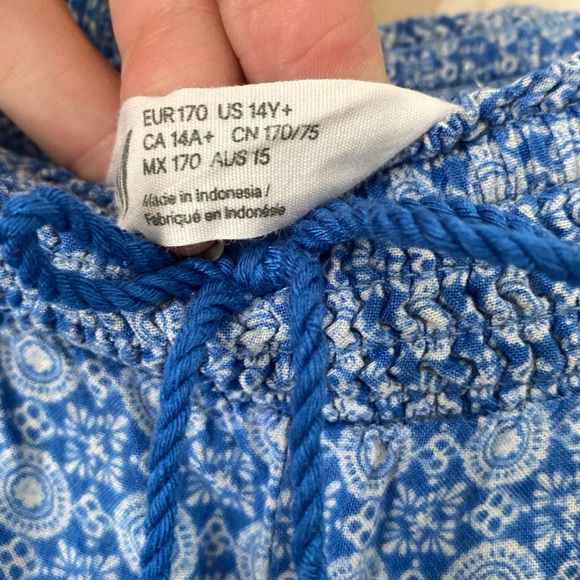 EUR 170 US 14Y+
CA 14A+ CN 170/75
MX 170 AUS 15
Made in Indonesia /
Fabriqué en Indonésie